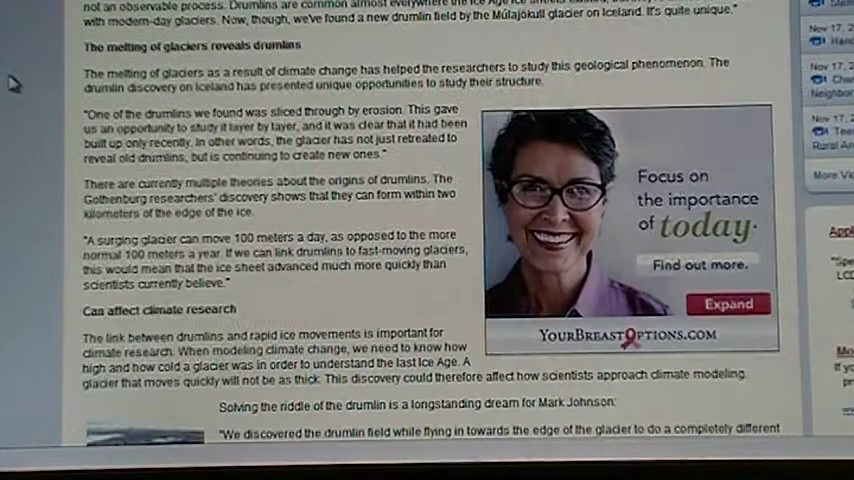 not an observable process. Drumlins are common almost everywhere the Ice Age
with modern-day glaciers. Now, though, we've found a new drumlin field by the Múlajökull glacier on Iceland. It's quite unique."
The melting of glaciers reveals drumlins
The melting of glaciers as a result of climate change has helped the researchers to study this geological phenomenon. The
drumlin discovery on Iceland has presented unique opportunities to study their structure.
"One of the drumlins we found was sliced through by erosion. This gave
us an opportunity to study it layer by layer, and it was clear that it had been
built up only recently. In other words, the glacier has not just retreated to
reveal old drumlins, but is continuing to create new ones."
There are currently multiple theories about the origins of drumlins. The
Gothenburg researchers' discovery shows that they can form within two
kilometers of the edge of the ice.
"A surging glacier can move 100 meters a day, as opposed to the more
normal 100 meters a year. If we can link drumlins to fast-moving glaciers,
this would mean that the ice sheet advanced much more quickly than
scientists currently believe."
Can affect climate research
The link between drumlins and rapid ice movements is important for
climate research. When modeling climate change, we need to know how
high and how cold a glacier was in order to understand the last Ice Age. A
glacier that moves quickly will not be as thick. This discovery could therefore affect how scientists approach climate modeling.
Solving the riddle of the drumlin is a longstanding dream for Mark Johnson:
"We discovered the drumlin field while flying in towards the edge of the glacier to do a completely different
Focus on
the importance
of today.
Find out more.
Expand
YOURBREASTOPTIONS.COM
Nov 17, 2
Nov 17, 2
Neighbor
Nov 17, 2
Rural
More
"Spe
LCD
If y